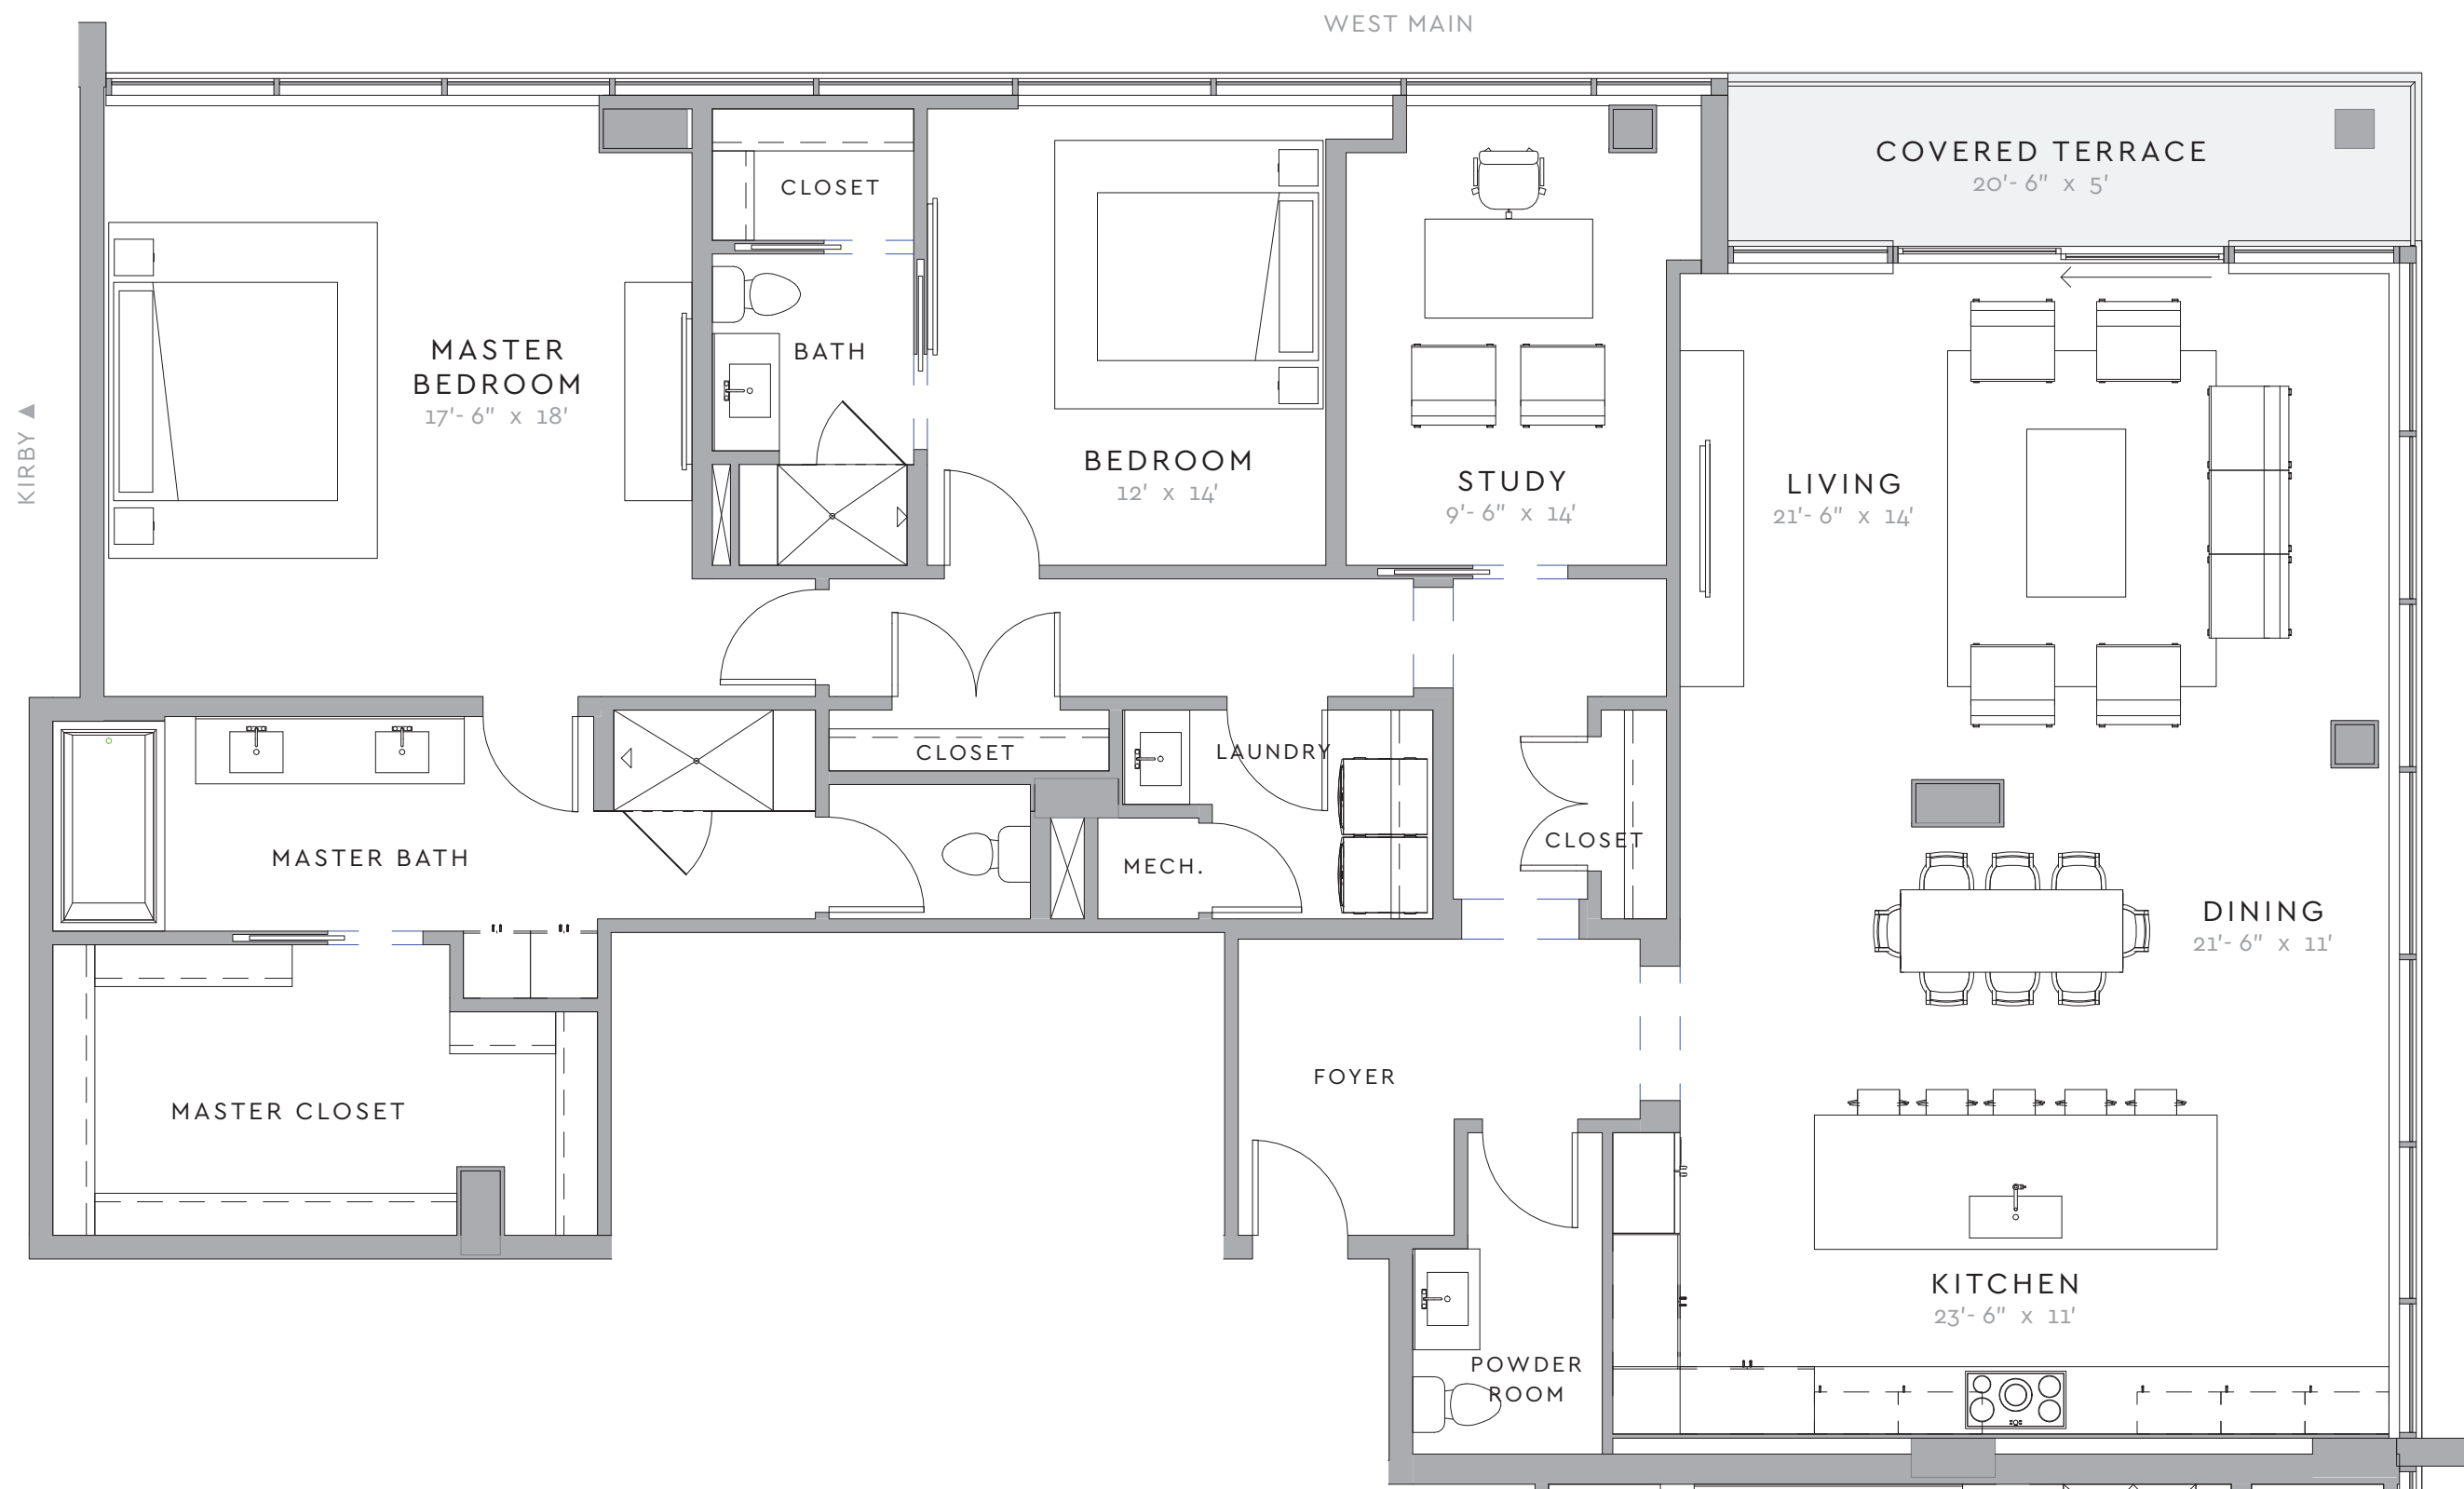 WEST MAIN
COVERED TERRACE
20'-6" x 5'
CLOSET
MASTER
BEDROOM
17'-6" x 18'
BATH
KIRBY ▲
BEDROOM
12' x 14'
STUDY
9'-6" x 14'
LIVING
21'-6" x 14'
CLOSET
LAUNDRY
MASTER BATH
MECH.
CLOSET
DINING
21'-6" x 11'
MASTER CLOSET
FOYER
KITCHEN
23'-6" x 11'
POWDER
ROOM